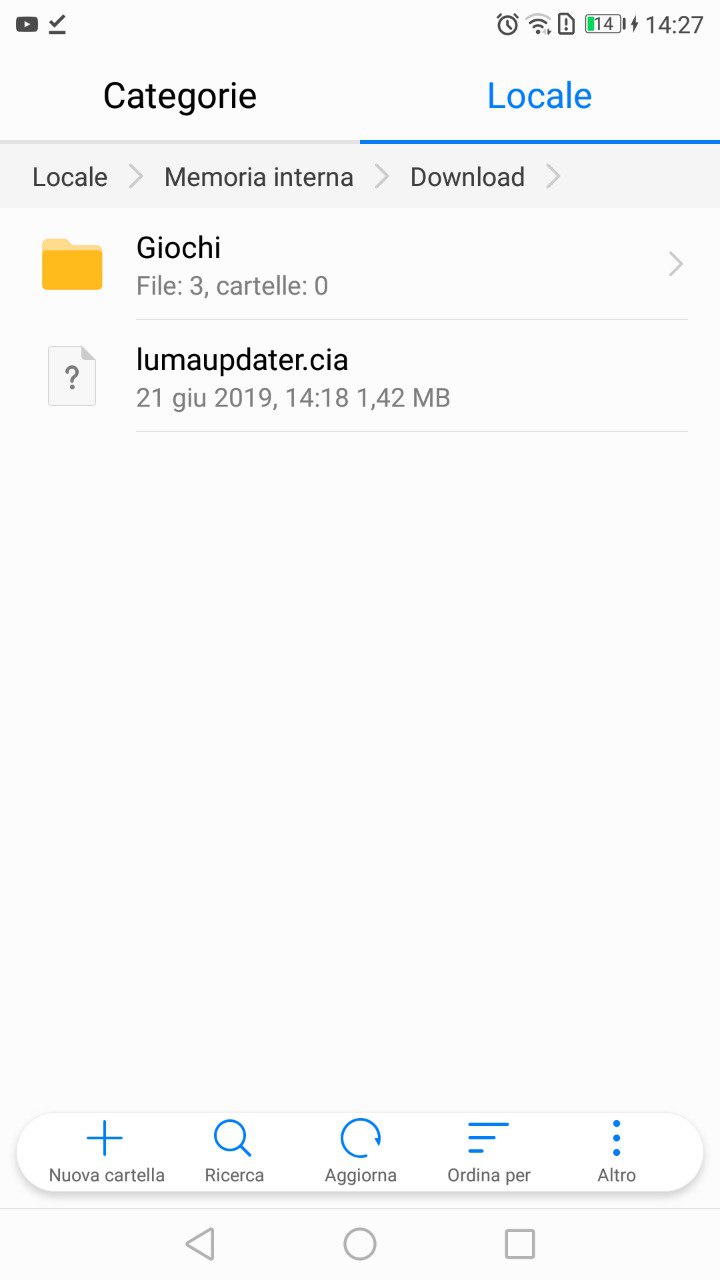 14 14:27
Categorie Locale
Locale Memoria interna Download
Giochi
File: 3, cartelle: 0
?
lumaupdater.cia
21 giu 2019, 14:18 1,42 MB
Nuova cartella Ricerca Aggiorna Ordina per Altro